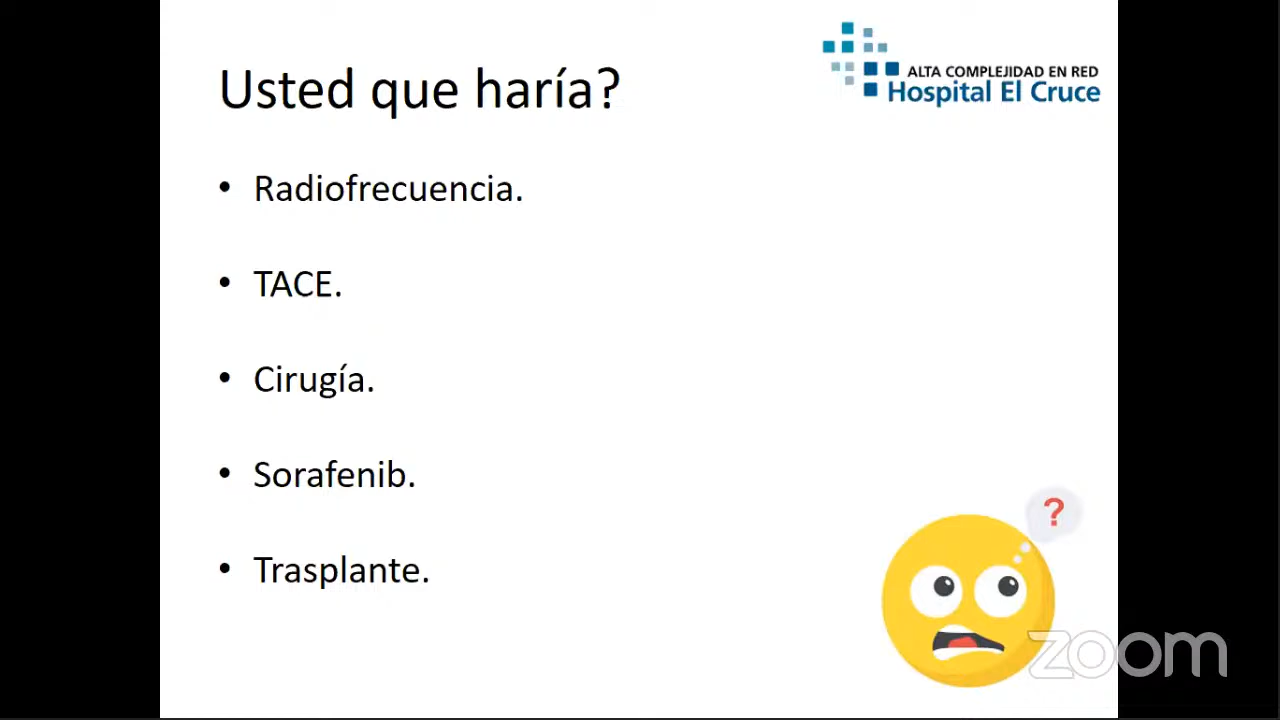 ALTA COMPLEJIDAD EN RED
Hospital El Cruce
Usted que haría?
• Radiofrecuencia.
• TACE.
• Cirugía.
• Sorafenib.
• Trasplante.
?
zoom